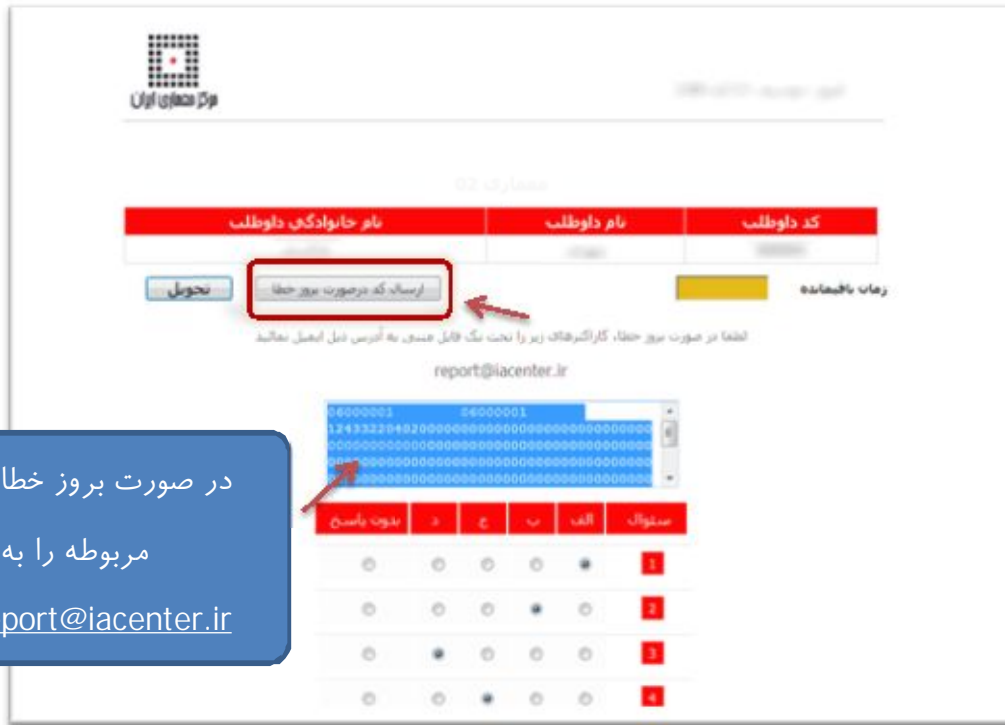 مرکز معماری ایران
معماری 02
کد داوطلب نام داوطلب نام خانوادگی داوطلب
زمان باقیمانده ارسال کد درصورت بروز خطا تحویل
لطفا در صورت بروز خطا، کاراکترهای زیر را تحت یک فایل متنی به آدرس ذیل ایمیل نمائید
report@iacenter.ir
06000001 06000001
در صورت بروز خطا
مربوطه را به
port@iacenter.ir
سئوال الف ب ج د بدون پاسخ
1
2
3
4